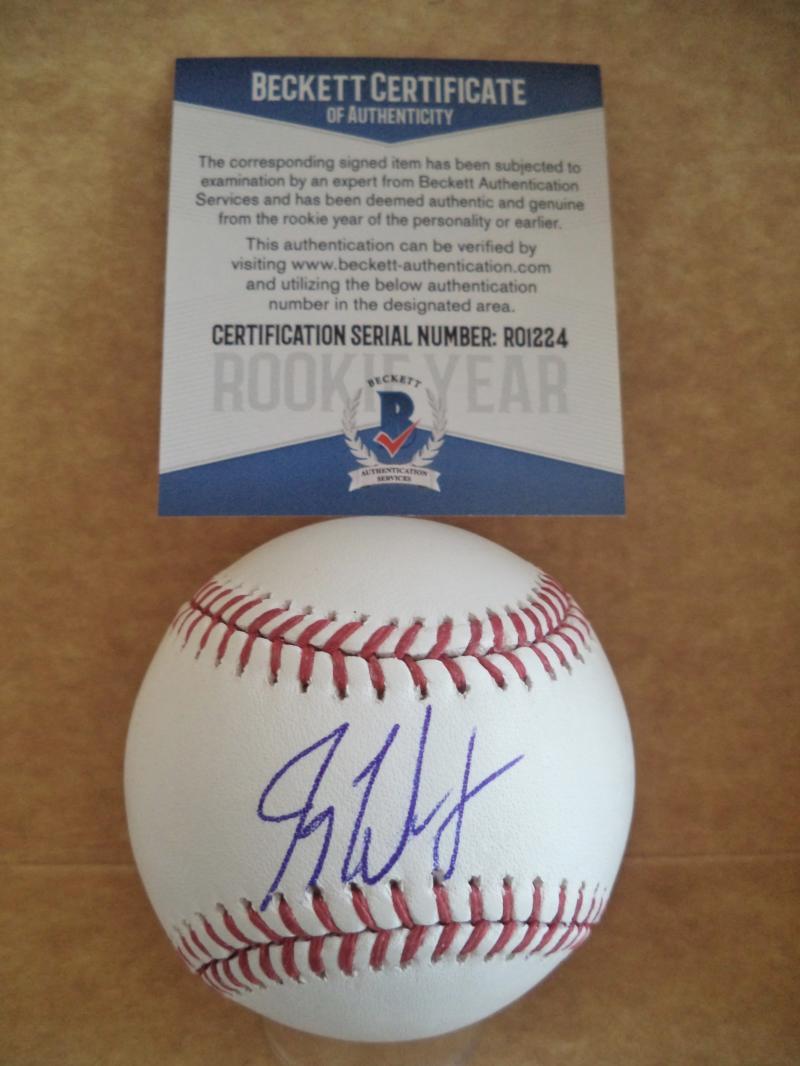 BECKETT CERTIFICATE
OF AUTHENTICITY
The corresponding signed item has been subjected to
examination by an expert from Beckett Authentication
Services and has been deemed authentic and genuine
from the rookie year of the personality or earlier.
This authentication can be verified by
visiting www.beckett-authentication.com
and utilizing the below authentication
number in the designated area.
CERTIFICATION SERIAL NUMBER: R01224
ROOKIE YEAR
BECKETT
B
AUTHENTICATION
SERVICES